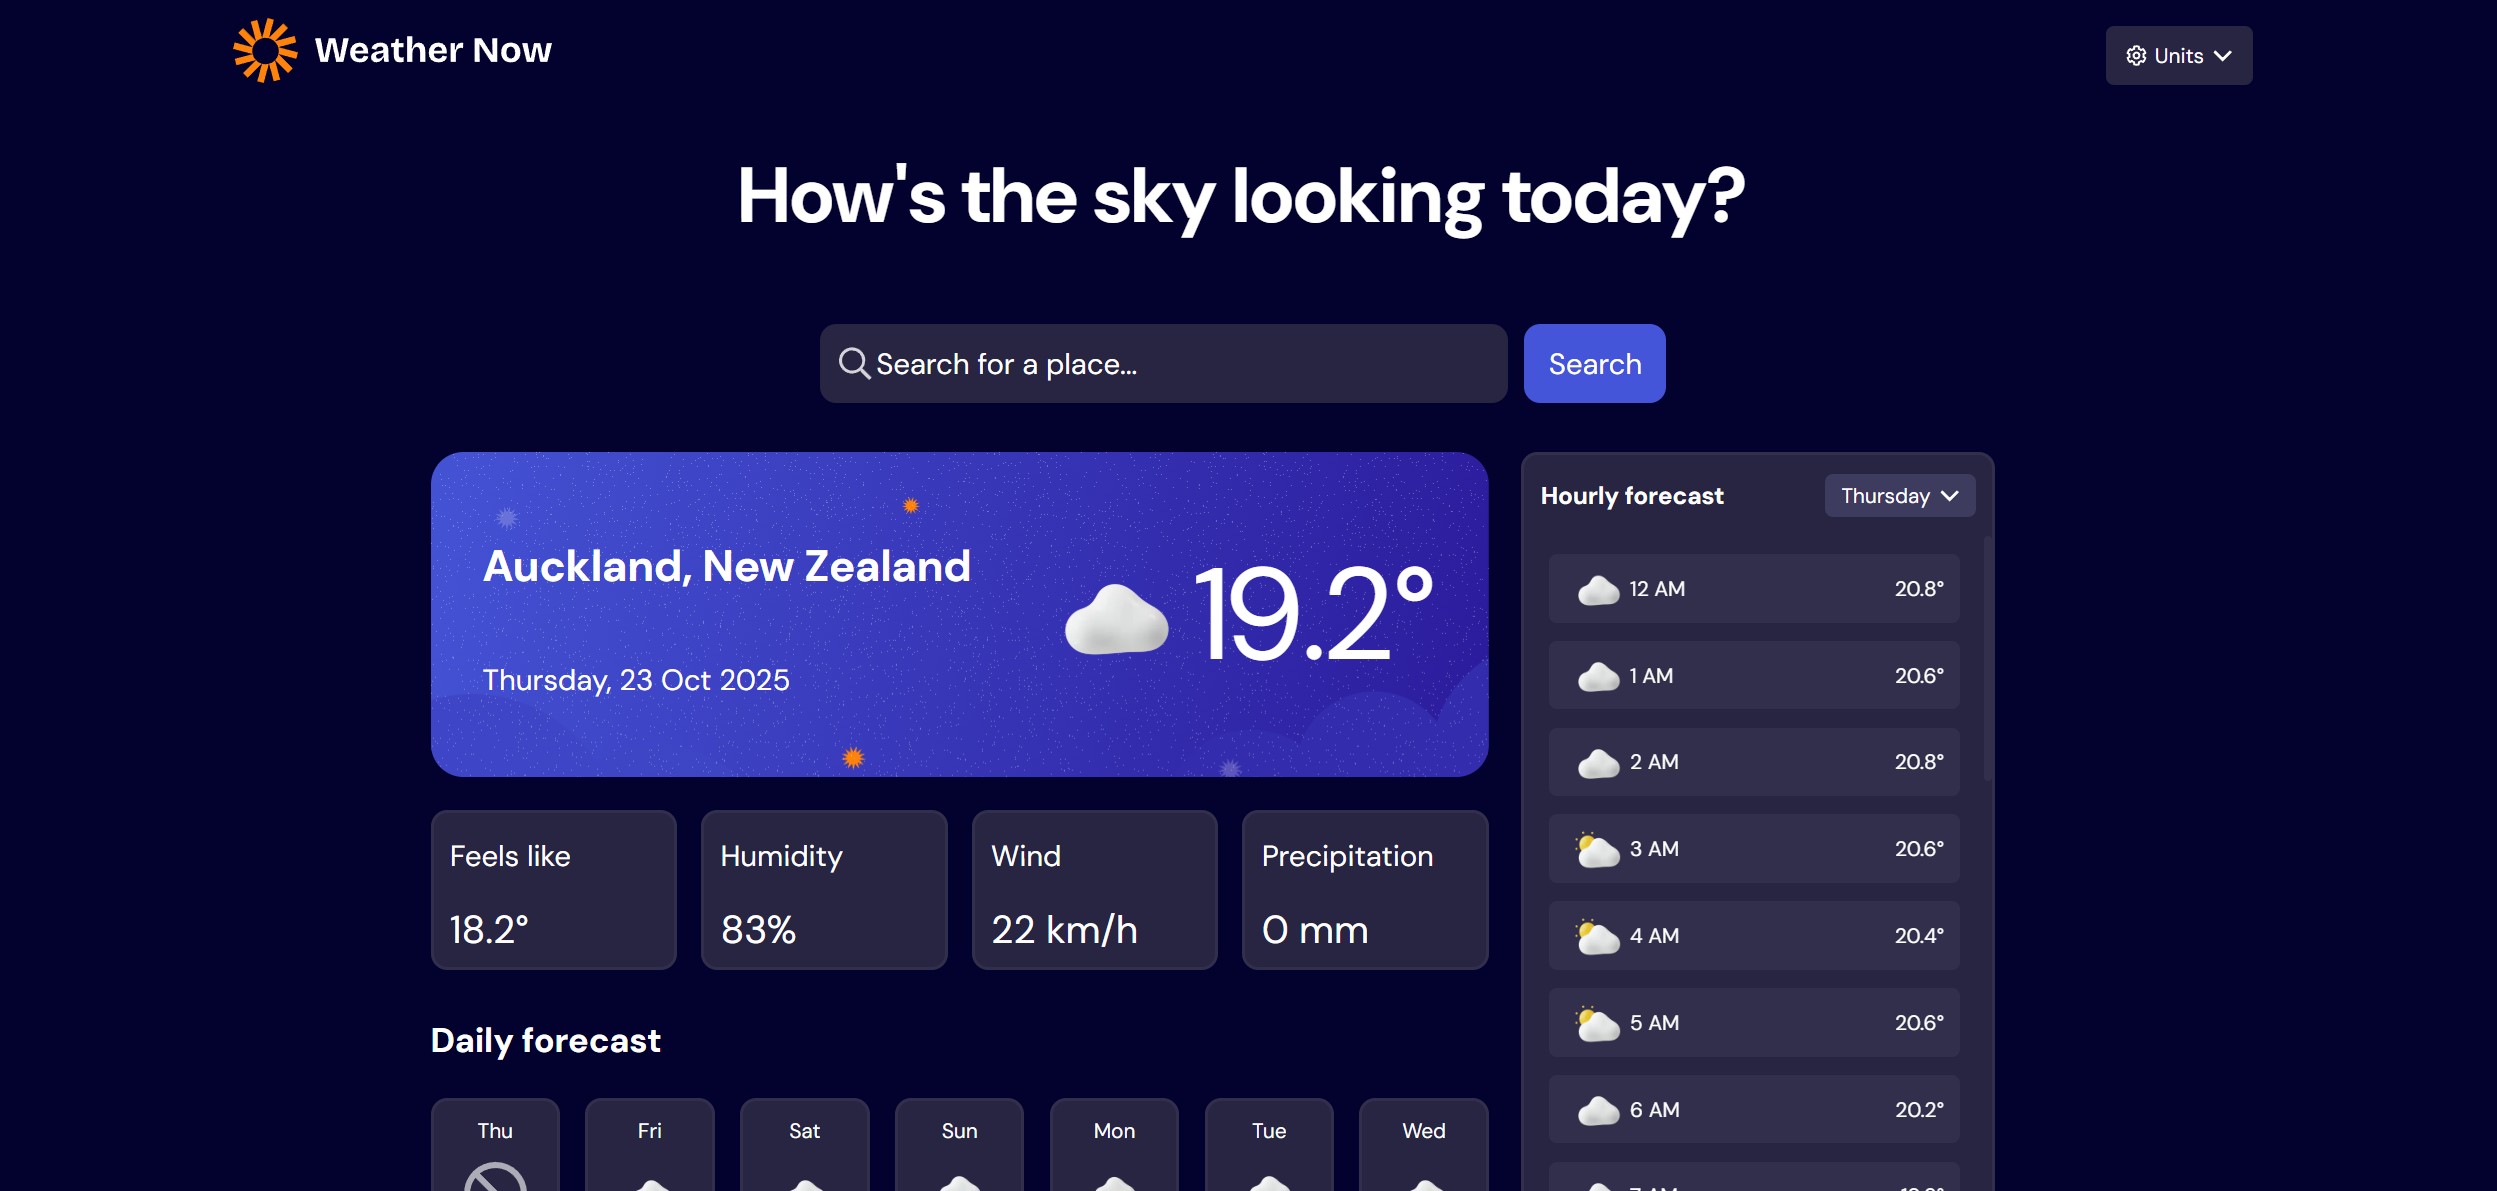 Weather Now
Units
How's the sky looking today?
Search for a place...
Search
Auckland, New Zealand
Thursday, 23 Oct 2025
19.2°
Feels like
18.2°
Humidity
83%
Wind
22 km/h
Precipitation
0 mm
Daily forecast
Thu
Fri
Sat
Sun
Mon
Tue
Wed
Hourly forecast
Thursday
12 AM 20.8°
1 AM 20.6°
2 AM 20.8°
3 AM 20.6°
4 AM 20.4°
5 AM 20.6°
6 AM 20.2°